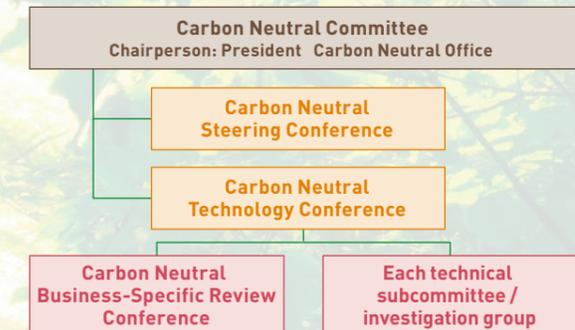 Carbon Neutral Committee
Chairperson: President Carbon Neutral Office
Carbon Neutral
Steering Conference
Carbon Neutral
Technology Conference
Carbon Neutral
Business-Specific Review
Conference
Each technical
subcommittee /
investigation group